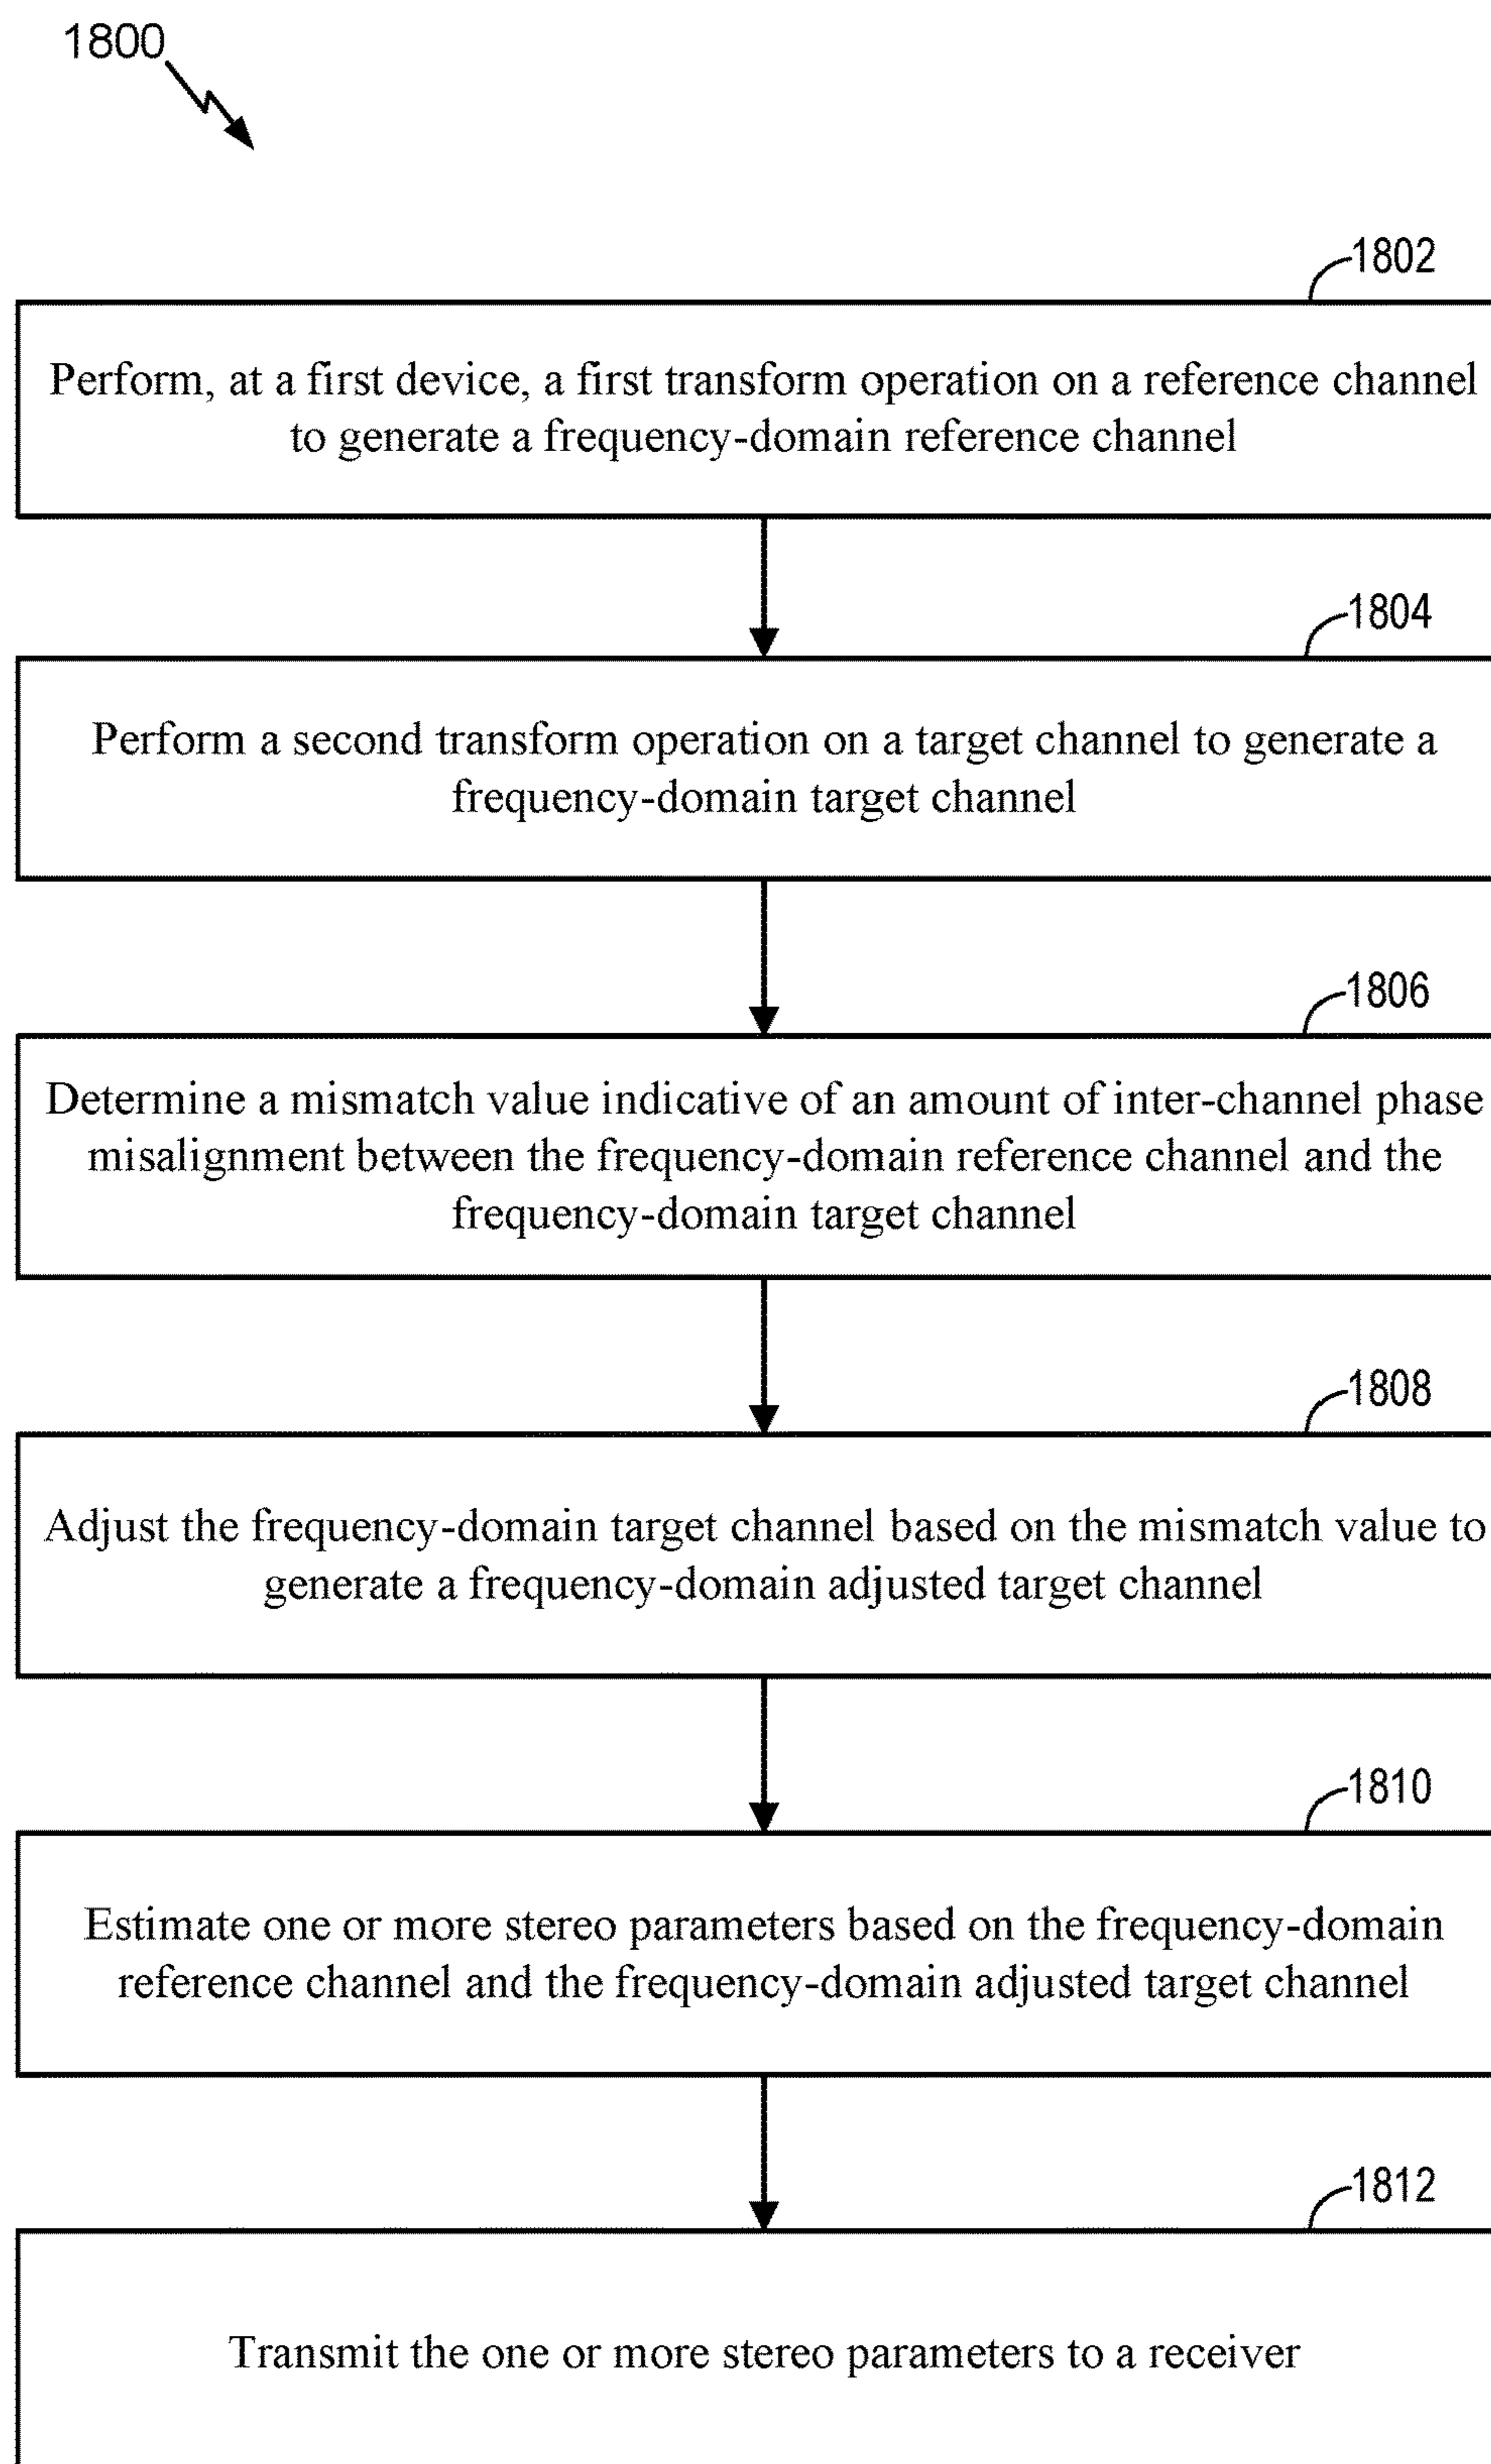 1800
1802
Perform, at a first device, a first transform operation on a reference channel
to generate a frequency-domain reference channel
1804
Perform a second transform operation on a target channel to generate a
frequency-domain target channel
1806
Determine a mismatch value indicative of an amount of inter-channel phase
misalignment between the frequency-domain reference channel and the
frequency-domain target channel
1808
Adjust the frequency-domain target channel based on the mismatch value to
generate a frequency-domain adjusted target channel
1810
Estimate one or more stereo parameters based on the frequency-domain
reference channel and the frequency-domain adjusted target channel
1812
Transmit the one or more stereo parameters to a receiver